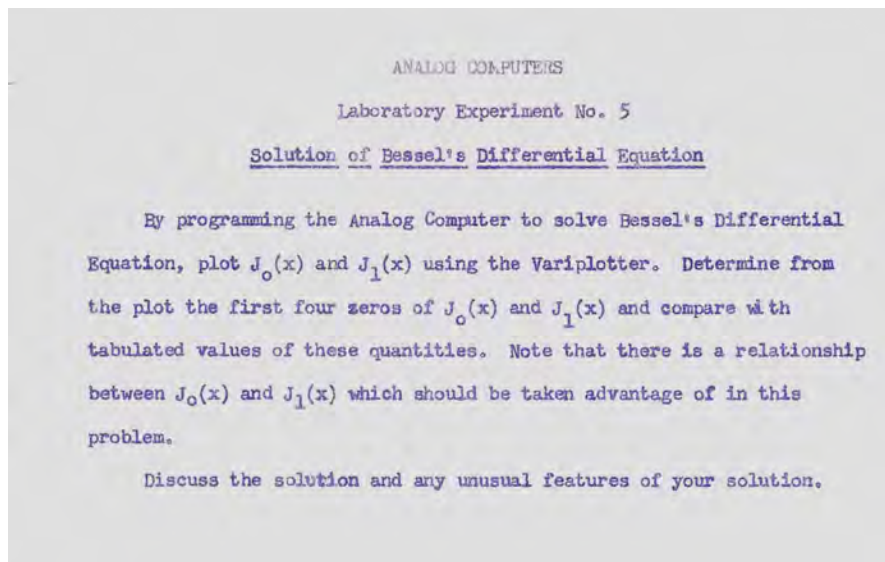 ANALOG COMPUTERS
Laboratory Experiment No. 5
Solution of Bessel's Differential Equation
By programming the Analog Computer to solve Bessel's Differential
Equation, plot J₀(x) and J₁(x) using the Variplotter. Determine from
the plot the first four zeros of J₀(x) and J₁(x) and compare with
tabulated values of these quantities. Note that there is a relationship
between J₀(x) and J₁(x) which should be taken advantage of in this
problem.
Discuss the solution and any unusual features of your solution.